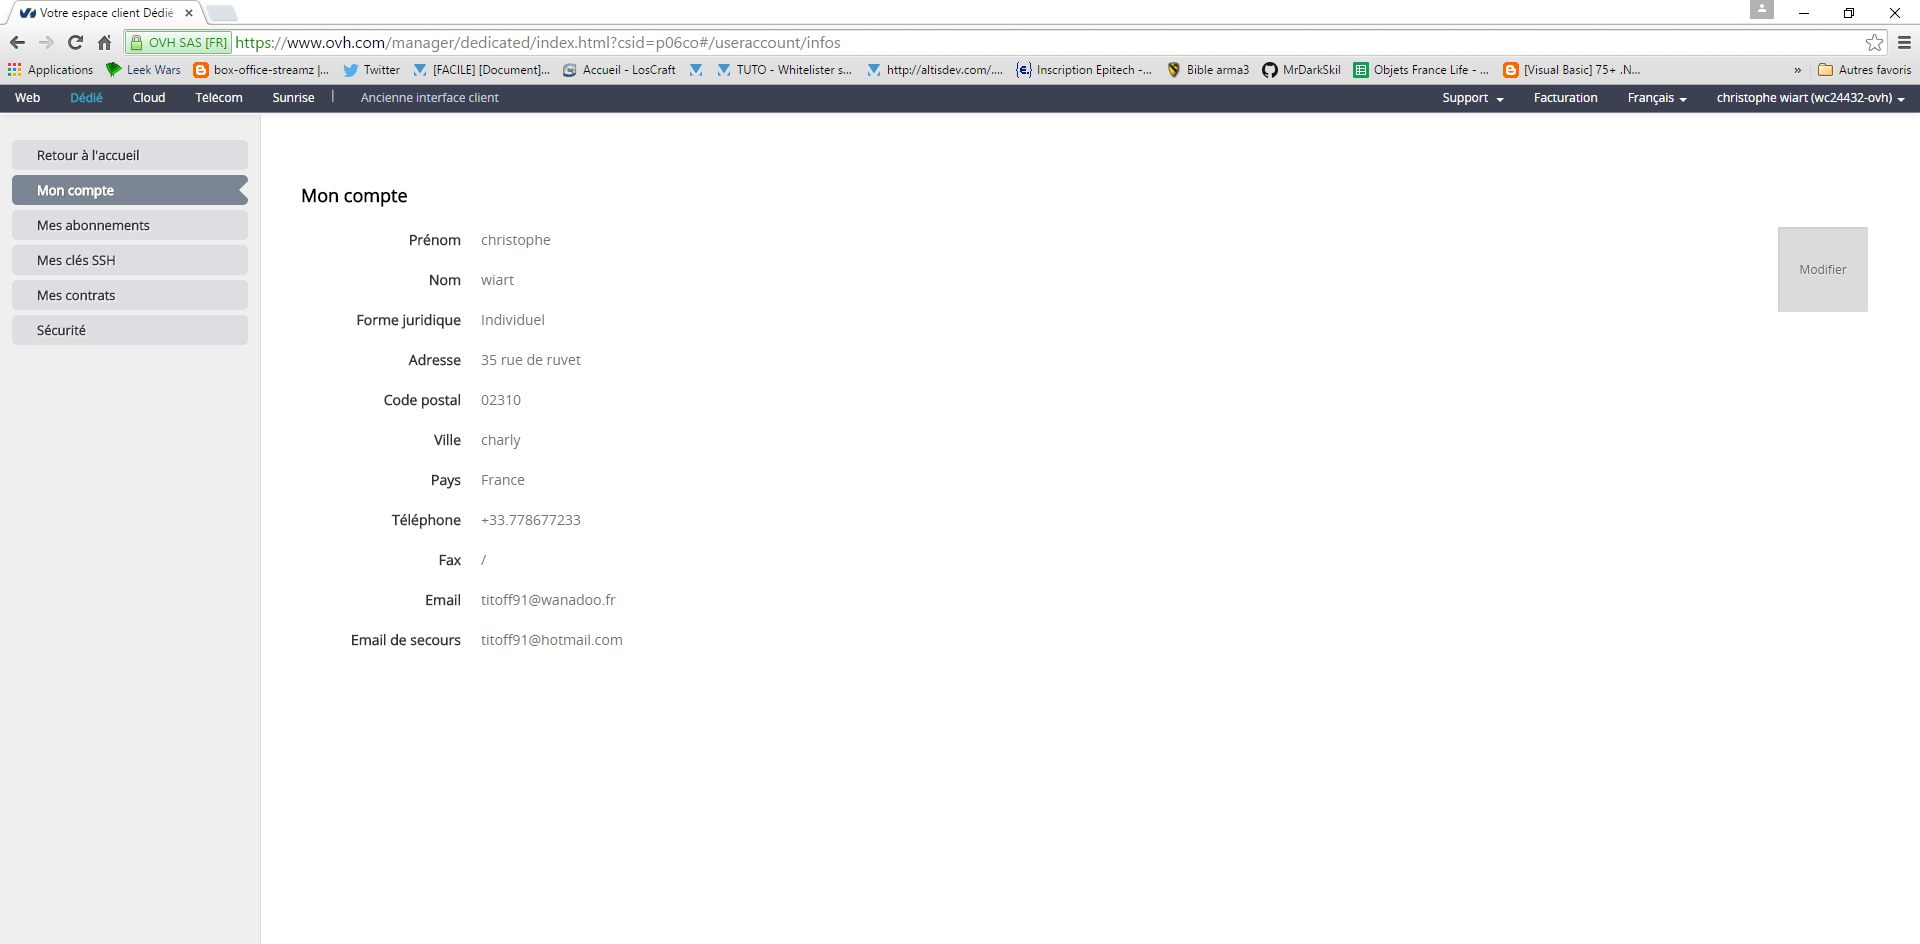 Votre espace client Dédié
OVH SAS [FR] https://www.ovh.com/manager/dedicated/index.html?csid=p06co#/useraccount/infos
Applications Leek Wars box-office-streamz |... Twitter [FACILE] [Document]... Accueil - LosCraft TUTO - Whitelister s... http://altisdev.com/.... Inscription Epitech -... Bible arma3 MrDarkSkil Objets France Life - ... [Visual Basic] 75+ .N... » Autres favoris
Web Dédié Cloud Télécom Sunrise | Ancienne interface client Support Facturation Français christophe wiart (wc24432-ovh)
Retour à l'accueil
Mon compte
Mes abonnements
Mes clés SSH
Mes contrats
Sécurité
Mon compte
Prénom christophe
Nom wiart
Forme juridique Individuel
Adresse 35 rue de ruvet
Code postal 02310
Ville charly
Pays France
Téléphone +33.778677233
Fax /
Email titoff91@wanadoo.fr
Email de secours titoff91@hotmail.com
Modifier